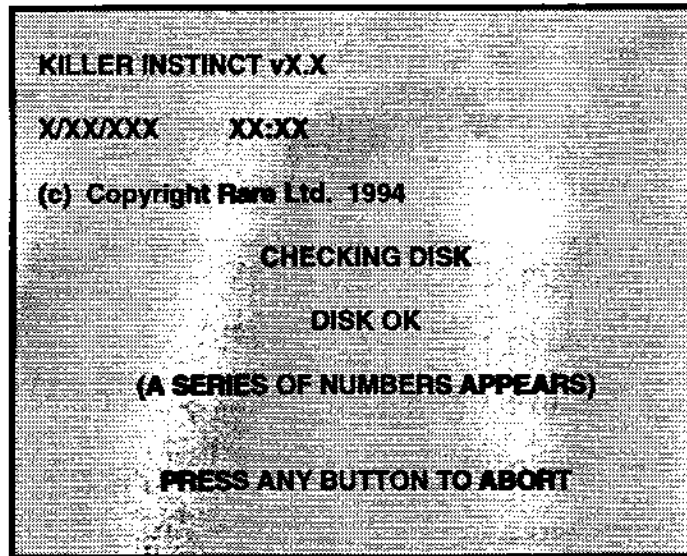 KILLER INSTINCT vX.X
X/XX/XXX XX:XX
(c) Copyright Rare Ltd. 1994
CHECKING DISK
DISK OK
(A SERIES OF NUMBERS APPEARS)
PRESS ANY BUTTON TO ABORT